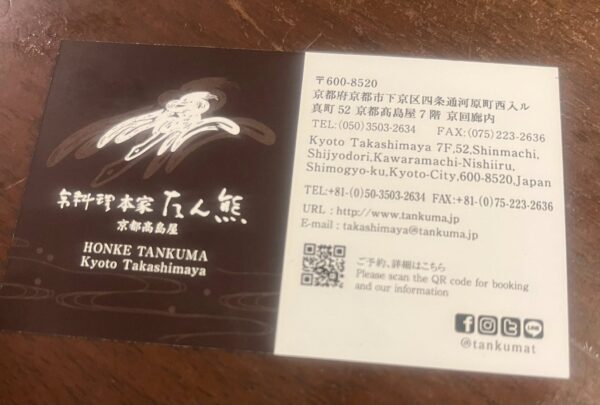 京料理 本家 たん熊
京都髙島屋
HONKE TANKUMA
Kyoto Takashimaya
〒600-8520
京都府京都市下京区四条通河原町西入ル
真町 52 京都髙島屋 7 階 京回廊内
TEL:(050)3503-2634 FAX:(075)223-2636
Kyoto Takashimaya 7F,52,Shinmachi,
Shijyodori,Kawaramachi-Nishiiru,
Shimogyo-ku,Kyoto-City,600-8520,Japan
TEL:+81-(0)50-3503-2634 FAX:+81-(0)75-223-2636
URL : http://www.tankuma.jp
E-mail : takashimaya@tankuma.jp
ご予約、詳細はこちら
Please scan the QR code for booking
and our information
LINE
@tankumat